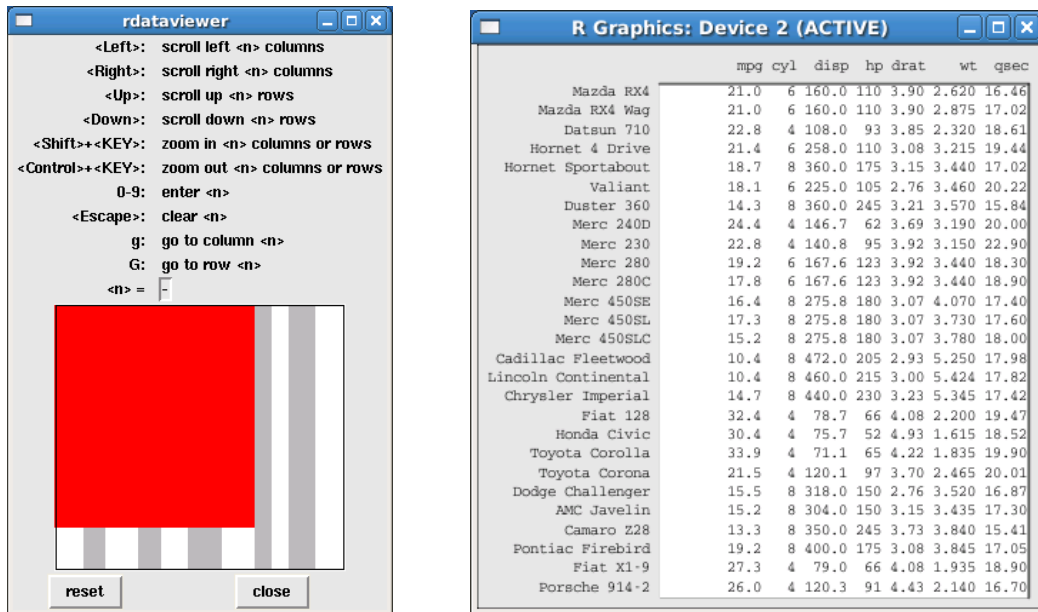 rdataviewer
<Left>: scroll left <n> columns
<Right>: scroll right <n> columns
<Up>: scroll up <n> rows
<Down>: scroll down <n> rows
<Shift>+<KEY>: zoom in <n> columns or rows
<Control>+<KEY>: zoom out <n> columns or rows
0-9: enter <n>
<Escape>: clear <n>
g: go to column <n>
G: go to row <n>
<n> = -
reset close
R Graphics: Device 2 (ACTIVE)
mpg cyl disp hp drat wt qsec
Mazda RX4 21.0 6 160.0 110 3.90 2.620 16.46
Mazda RX4 Wag 21.0 6 160.0 110 3.90 2.875 17.02
Datsun 710 22.8 4 108.0 93 3.85 2.320 18.61
Hornet 4 Drive 21.4 6 258.0 110 3.08 3.215 19.44
Hornet Sportabout 18.7 8 360.0 175 3.15 3.440 17.02
Valiant 18.1 6 225.0 105 2.76 3.460 20.22
Duster 360 14.3 8 360.0 245 3.21 3.570 15.84
Merc 240D 24.4 4 146.7 62 3.69 3.190 20.00
Merc 230 22.8 4 140.8 95 3.92 3.150 22.90
Merc 280 19.2 6 167.6 123 3.92 3.440 18.30
Merc 280C 17.8 6 167.6 123 3.92 3.440 18.90
Merc 450SE 16.4 8 275.8 180 3.07 4.070 17.40
Merc 450SL 17.3 8 275.8 180 3.07 3.730 17.60
Merc 450SLC 15.2 8 275.8 180 3.07 3.780 18.00
Cadillac Fleetwood 10.4 8 472.0 205 2.93 5.250 17.98
Lincoln Continental 10.4 8 460.0 215 3.00 5.424 17.82
Chrysler Imperial 14.7 8 440.0 230 3.23 5.345 17.42
Fiat 128 32.4 4 78.7 66 4.08 2.200 19.47
Honda Civic 30.4 4 75.7 52 4.93 1.615 18.52
Toyota Corolla 33.9 4 71.1 65 4.22 1.835 19.90
Toyota Corona 21.5 4 120.1 97 3.70 2.465 20.01
Dodge Challenger 15.5 8 318.0 150 2.76 3.520 16.87
AMC Javelin 15.2 8 304.0 150 3.15 3.435 17.30
Camaro Z28 13.3 8 350.0 245 3.73 3.840 15.41
Pontiac Firebird 19.2 8 400.0 175 3.08 3.845 17.05
Fiat X1-9 27.3 4 79.0 66 4.08 1.935 18.90
Porsche 914-2 26.0 4 120.3 91 4.43 2.140 16.70